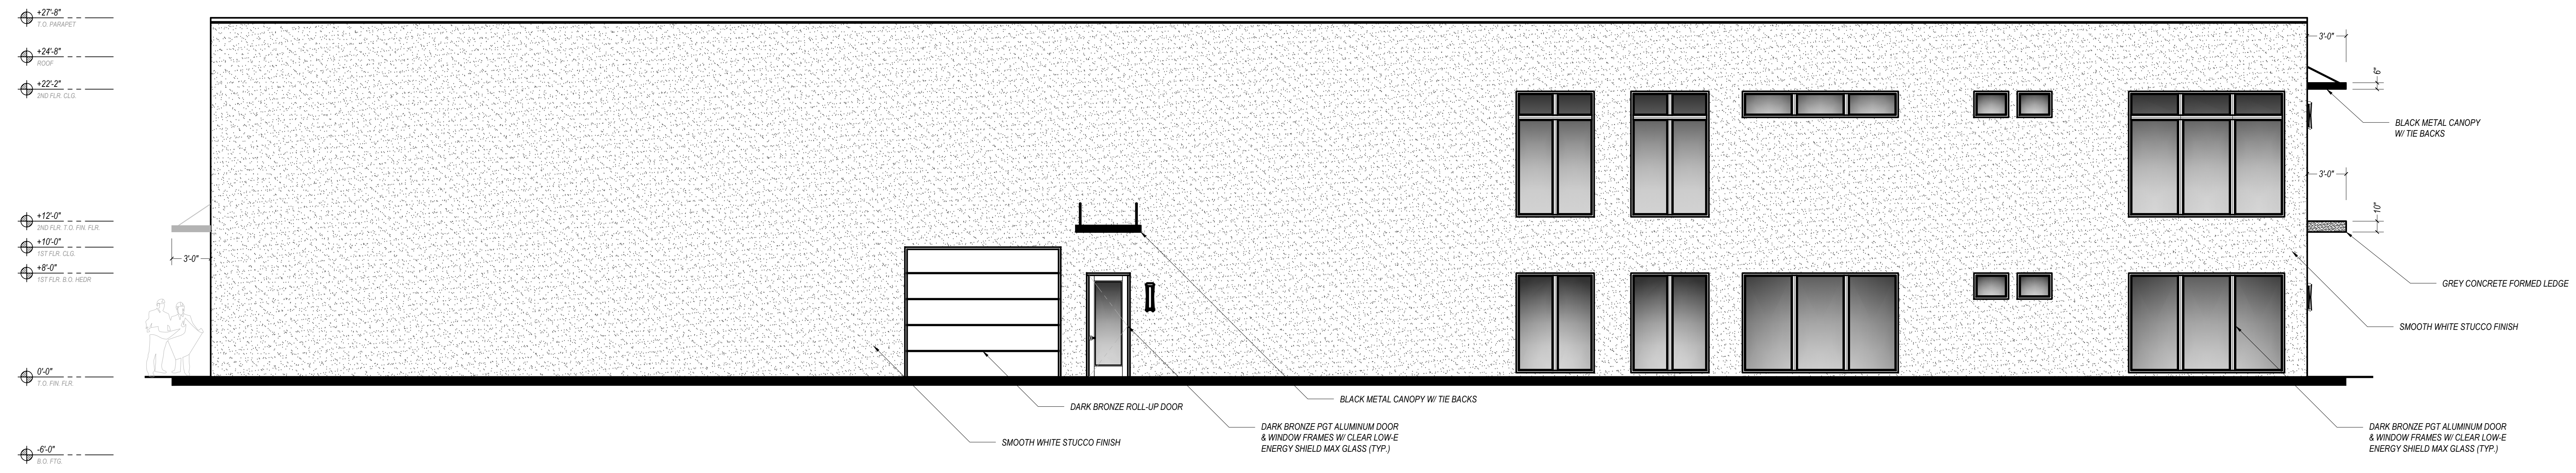 +27'-8"
T.O. PARAPET
+24'-8"
ROOF
+22'-2"
2ND FLR. CLG.
+12'-0"
2ND FLR. T.O. FIN. FLR.
+10'-0"
1ST FLR. CLG.
+8'-0"
1ST FLR. B.O. HEDR
0'-0"
T.O. FIN. FLR.
-6'-0"
B.O. FTG.
3'-0"
DARK BRONZE ROLL-UP DOOR
SMOOTH WHITE STUCCO FINISH
BLACK METAL CANOPY W/ TIE BACKS
DARK BRONZE PGT ALUMINUM DOOR
& WINDOW FRAMES W/ CLEAR LOW-E
ENERGY SHIELD MAX GLASS (TYP.)
3'-0"
6"
BLACK METAL CANOPY
W/ TIE BACKS
3'-0"
10"
GREY CONCRETE FORMED LEDGE
SMOOTH WHITE STUCCO FINISH
DARK BRONZE PGT ALUMINUM DOOR
& WINDOW FRAMES W/ CLEAR LOW-E
ENERGY SHIELD MAX GLASS (TYP.)